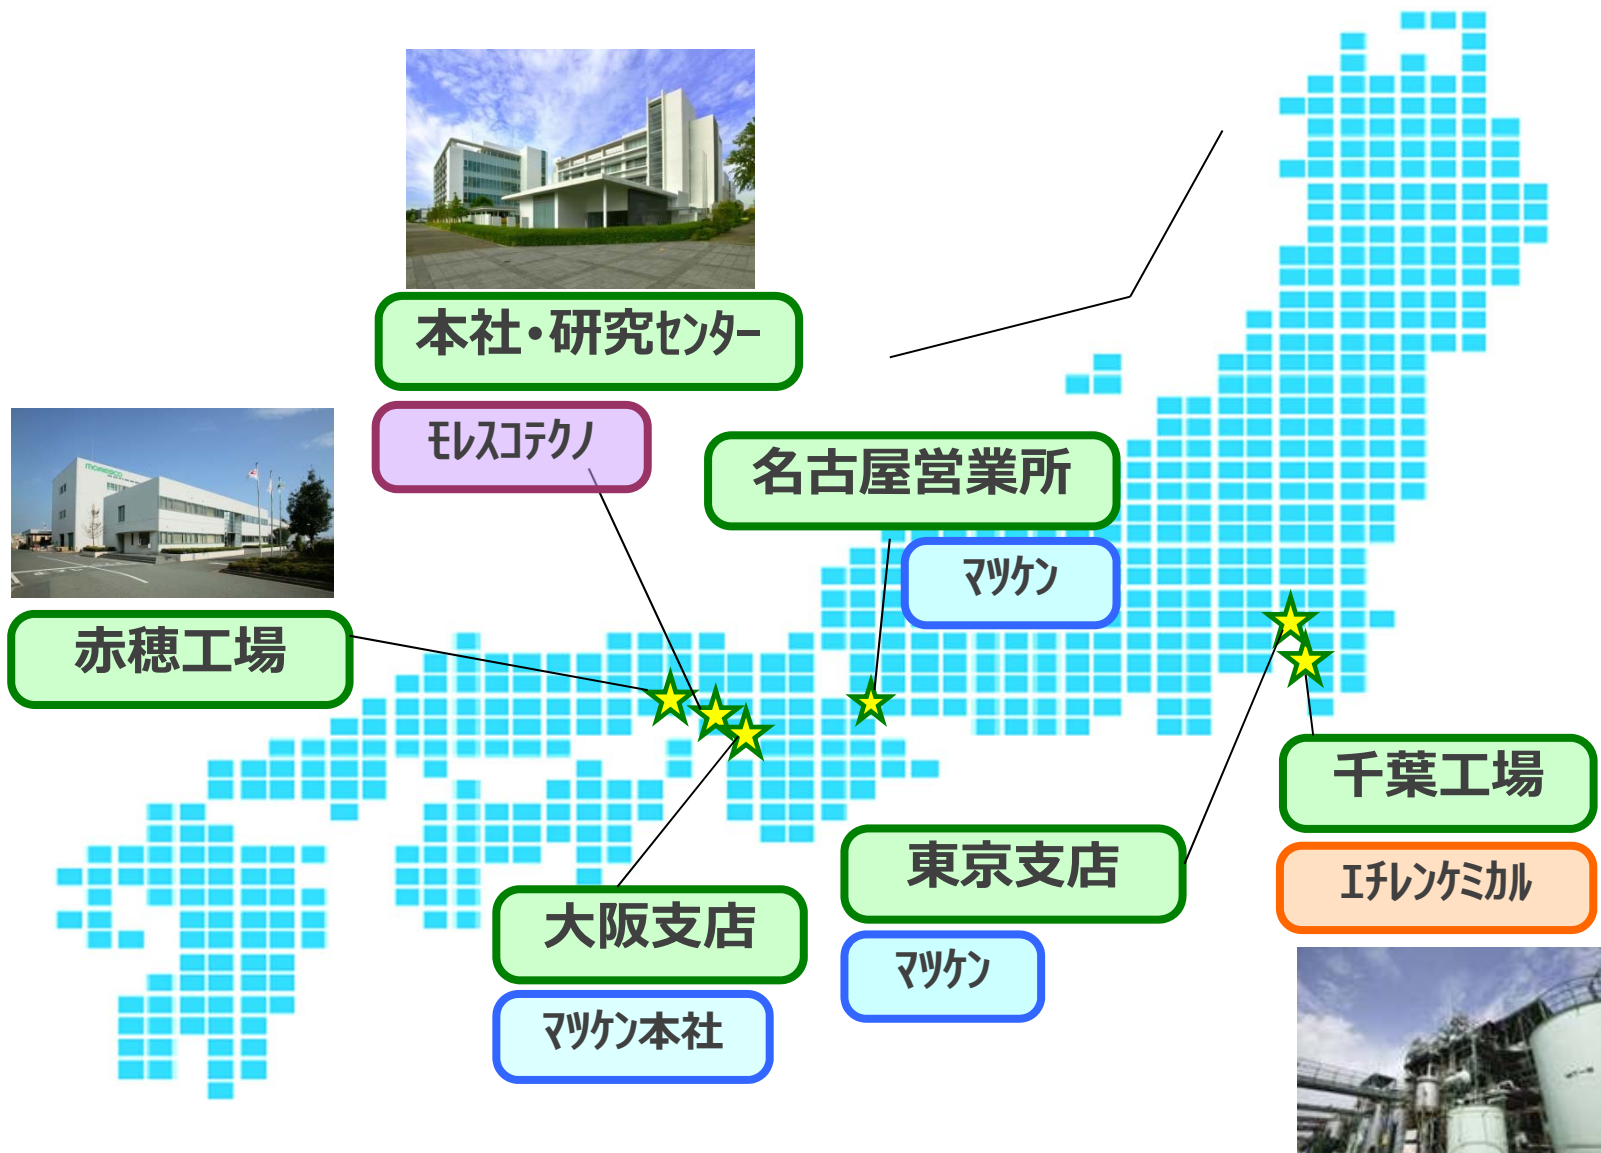 本社・研究ｾﾝﾀｰ
ﾓﾚｽｺﾃｸﾉ
名古屋営業所
ﾏﾂｹﾝ
moresco
赤穂工場
千葉工場
ｴﾁﾚﾝｹﾐｶﾙ
東京支店
ﾏﾂｹﾝ
大阪支店
ﾏﾂｹﾝ本社